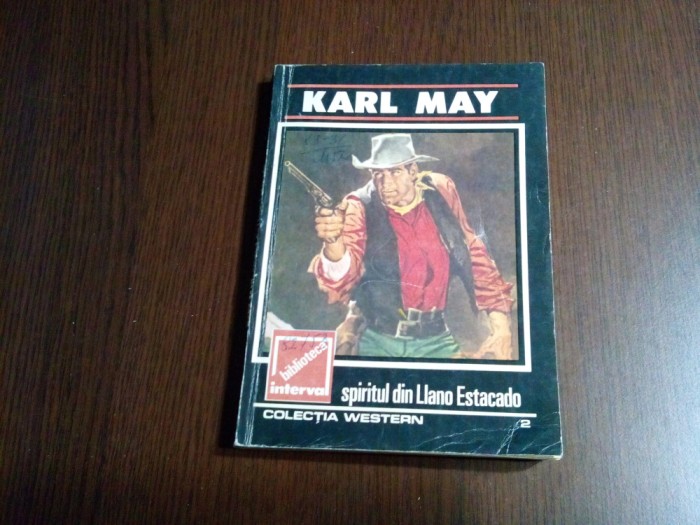 KARL MAY
biblioteca
interval
spiritul din Llano Estacado
COLECȚIA WESTERN 2